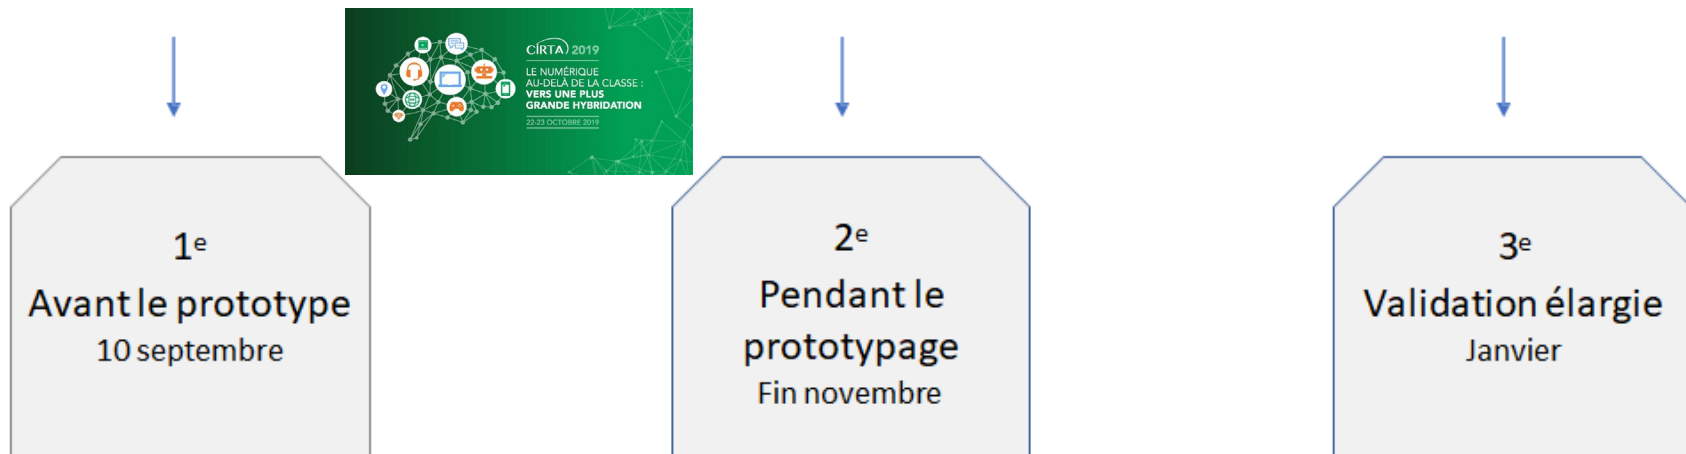 1e
Avant le prototype
10 septembre
CIRTA 2019
LE NUMÉRIQUE
AU-DELÀ DE LA CLASSE :
VERS UNE PLUS
GRANDE HYBRIDATION
22-23 OCTOBRE 2019
2e
Pendant le
prototypage
Fin novembre
3e
Validation élargie
Janvier